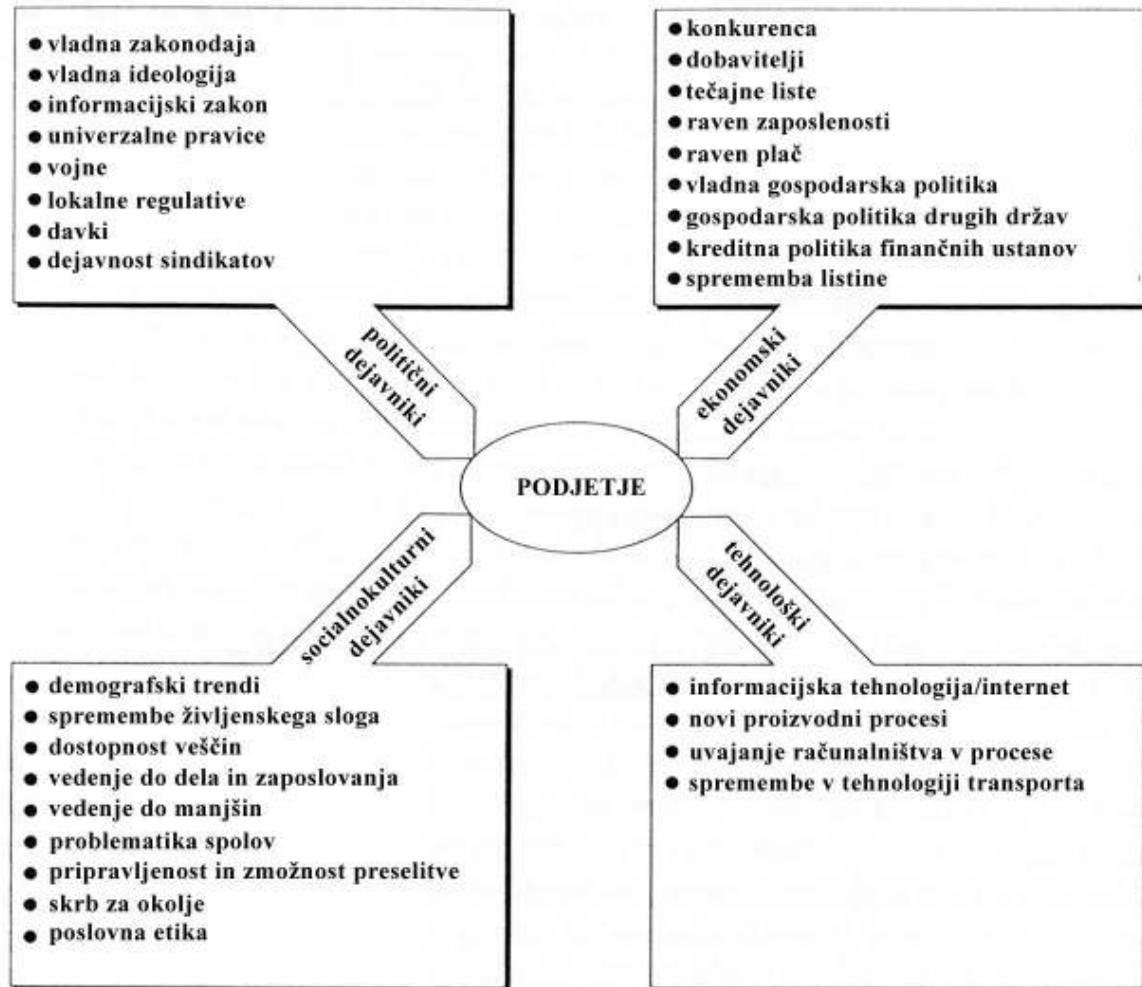 vladna zakonodaja
vladna ideologija
informacijski zakon
univerzalne pravice
vojne
lokalne regulative
davki
dejavnost sindikatov
konkurenca
dobavitelji
tečajne liste
raven zaposlenosti
raven plač
vladna gospodarska politika
gospodarska politika drugih držav
kreditna politika finančnih ustanov
sprememba listine
politični
dejavniki
ekonomski
dejavniki
PODJETJE
socialnokulturni
dejavniki
tehnološki
dejavniki
demografski trendi
spremembe življenskega sloga
dostopnost veščin
vedenje do dela in zaposlovanja
vedenje do manjšin
problematika spolov
pripravljenost in zmožnost preselitve
skrb za okolje
poslovna etika
informacijska tehnologija/internet
novi proizvodni procesi
uvajanje računalništva v procese
spremembe v tehnologiji transporta